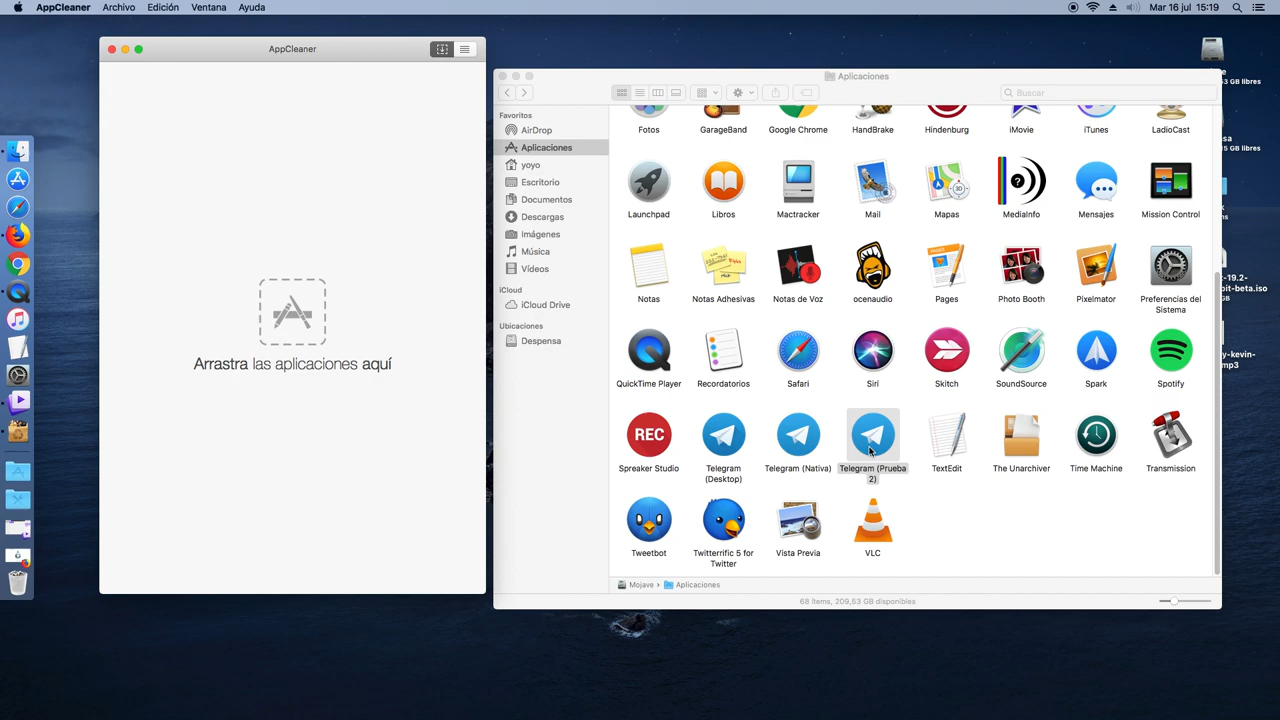 AppCleaner Archivo Edición Ventana Ayuda
Mar 16 jul 15:19
AppCleaner
Arrastra las aplicaciones aquí
Aplicaciones
Buscar
Favoritos
AirDrop
Aplicaciones
yoyo
Escritorio
Documentos
Descargas
Imágenes
Música
Vídeos
iCloud
iCloud Drive
Ubicaciones
Despensa
Fotos GarageBand Google Chrome HandBrake Hindenburg iMovie iTunes LadioCast
Launchpad Libros Mactracker Mail Mapas MediaInfo Mensajes Mission Control
3D
Notas Notas Adhesivas Notas de Voz ocenaudio Pages Photo Booth Pixelmator Preferencias del
Sistema
QuickTime Player Recordatorios Safari Siri Skitch SoundSource Spark Spotify
REC
Spreaker Studio Telegram Telegram (Nativa) Telegram (Prueba TextEdit The Unarchiver Time Machine Transmission
(Desktop) 2)
Tweetbot Twitterrific 5 for Vista Previa VLC
Twitter
Mojave › Aplicaciones
68 ítems, 209,53 GB disponibles
GB libres
GB libres
t-19.2-
bit-beta.iso
GB
y-kevin-
mp3